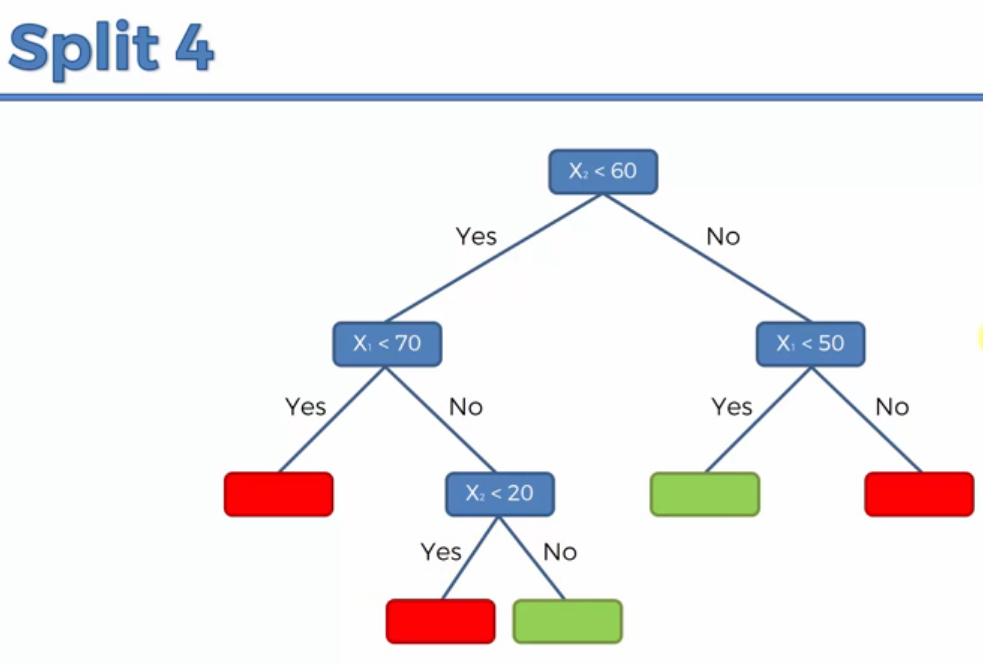 Split 4
X₂ < 60
Yes
No
X₁ < 70
X₁ < 50
Yes
No
Yes
No
X₂ < 20
Yes
No